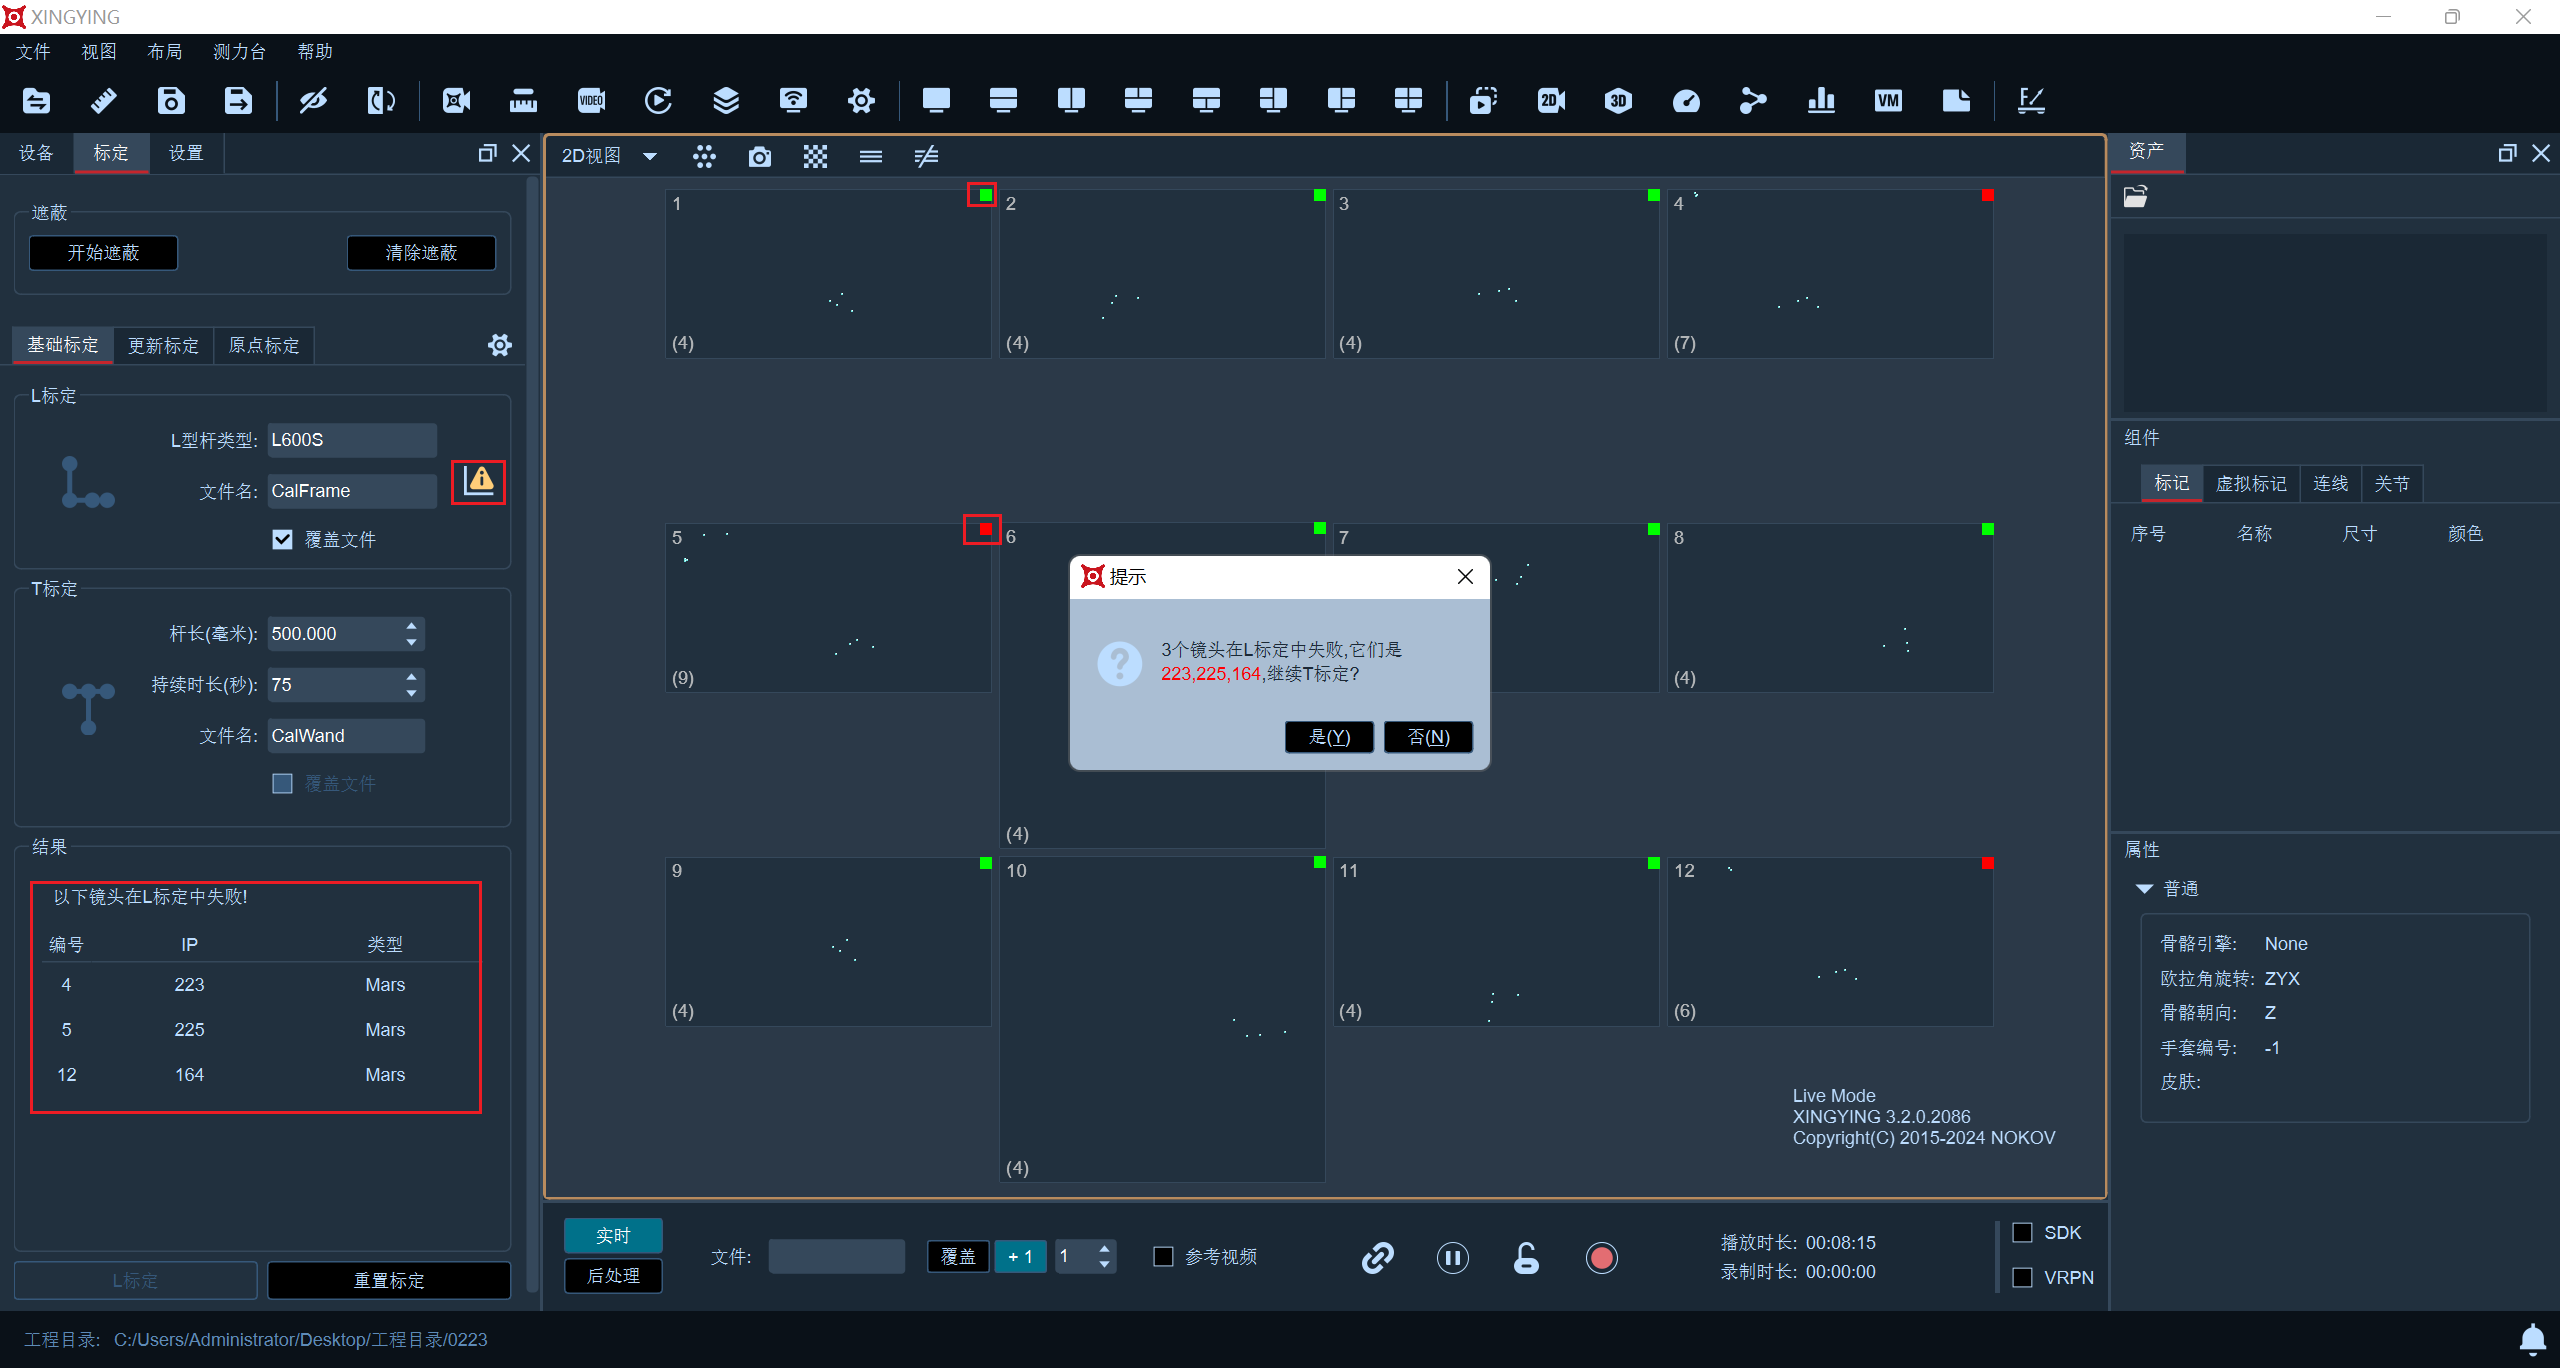 XINGYING
文件 视图 布局 测力台 帮助
VIDEO 2D 3D VM F
设备 标定 设置
遮蔽
开始遮蔽 清除遮蔽
基础标定 更新标定 原点标定
L标定
L型杆类型: L600S
文件名: CalFrame
覆盖文件
T标定
杆长(毫米): 500.000
持续时长(秒): 75
文件名: CalWand
覆盖文件
结果
以下镜头在L标定中失败!
编号 IP 类型
4 223 Mars
5 225 Mars
12 164 Mars
L标定 重置标定
2D视图
1 (4)
2 (4)
3 (4)
4 (7)
5 (9)
6 (4)
7
8 (4)
9 (4)
10 (4)
11 (4)
12 (6)
提示
3个镜头在L标定中失败,它们是
223,225,164,继续T标定?
是(Y) 否(N)
Live Mode
XINGYING 3.2.0.2086
Copyright(C) 2015-2024 NOKOV
实时
后处理
文件: 覆盖 + 1 1 参考视频
播放时长: 00:08:15
录制时长: 00:00:00
SDK
VRPN
资产
组件
标记 虚拟标记 连线 关节
序号 名称 尺寸 颜色
属性
普通
骨骼引擎: None
欧拉角旋转: ZYX
骨骼朝向: Z
手套编号: -1
皮肤:
工程目录: C:/Users/Administrator/Desktop/工程目录/0223